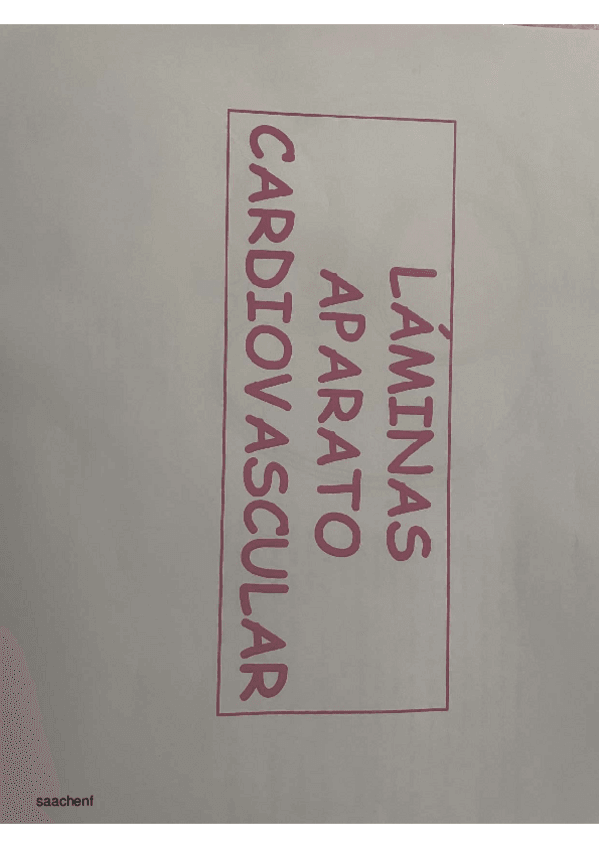 LÁMINAS
APARATO
CARDIOVASCULAR
saachenf